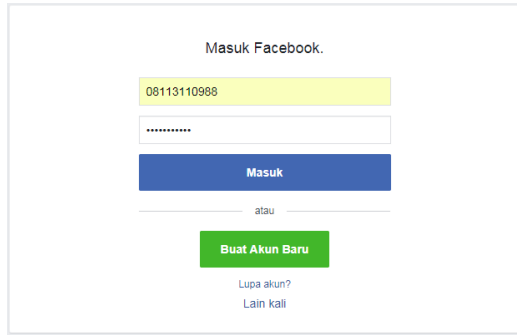 Masuk Facebook.
08113110988
•••••••••••
Masuk
atau
Buat Akun Baru
Lupa akun?
Lain kali